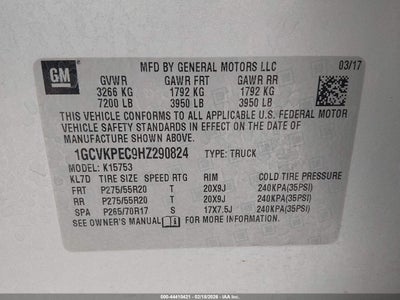 GM
MFD BY GENERAL MOTORS LLC 03/17
GVWR GAWR FRT GAWR RR
3266 KG 1792 KG 1792 KG
7200 LB 3950 LB 3950 LB
THIS VEHICLE CONFORMS TO ALL APPLICABLE U.S. FEDERAL MOTOR
VEHICLE SAFETY STANDARDS IN EFFECT ON THE DATE OF
MANUFACTURE SHOWN ABOVE.
1GCVKPEC9HZ290824 TYPE: TRUCK
MODEL: K15753
KL7D TIRE SIZE SPEED RTG RIM COLD TIRE PRESSURE
FRT P275/55R20 T 20X9J 240KPA(35PSI)
RR P275/55R20 T 20X9J 240KPA(35PSI)
SPA P265/70R17 S 17X7.5J 240KPA(35PSI)
SEE OWNER'S MANUAL
FOR MORE INFORMATION.